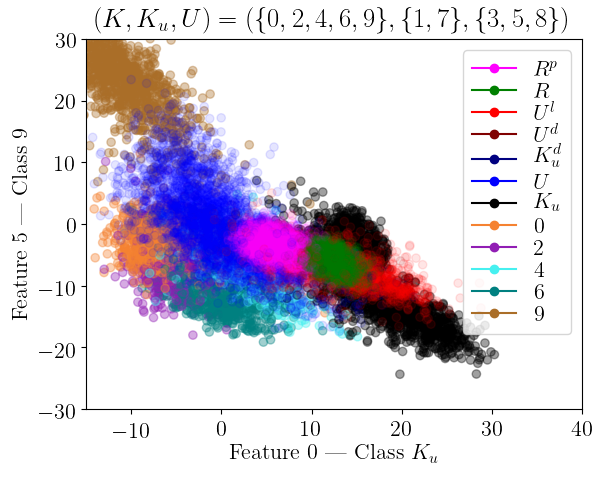 (K, K_u, U) = ({0, 2, 4, 6, 9}, {1, 7}, {3, 5, 8})
Feature 5 — Class 9
30
20
10
0
−10
−20
−30
−10
0
10
20
30
40
Feature 0 — Class K_u
R^p
R
U^l
U^d
K_u^d
U
K_u
0
2
4
6
9